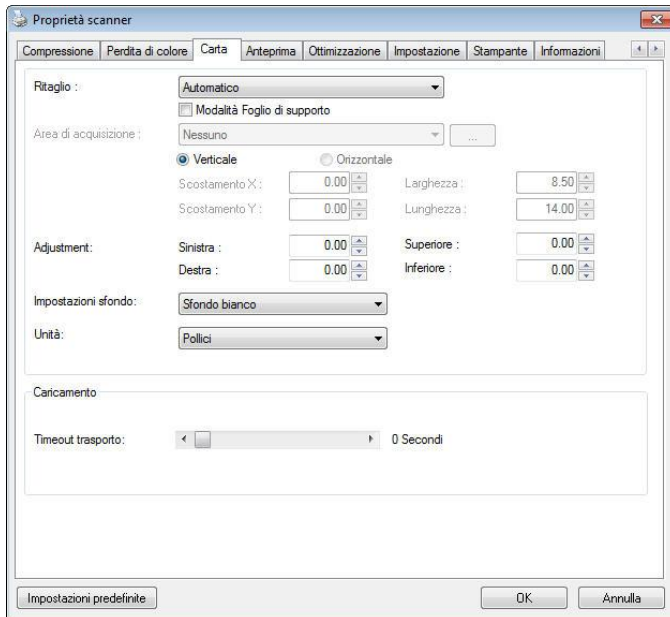 Proprietà scanner
Compressione Perdita di colore Carta Anteprima Ottimizzazione Impostazione Stampante Informazioni
Ritaglio : Automatico
Modalità Foglio di supporto
Area di acquisizione : Nessuno ...
Verticale Orizzontale
Scostamento X : 0.00 Larghezza : 8.50
Scostamento Y : 0.00 Lunghezza : 14.00
Adjustment: Sinistra : 0.00 Superiore : 0.00
Destra : 0.00 Inferiore : 0.00
Impostazioni sfondo: Sfondo bianco
Unità: Pollici
Caricamento
Timeout trasporto: 0 Secondi
Impostazioni predefinite OK Annulla